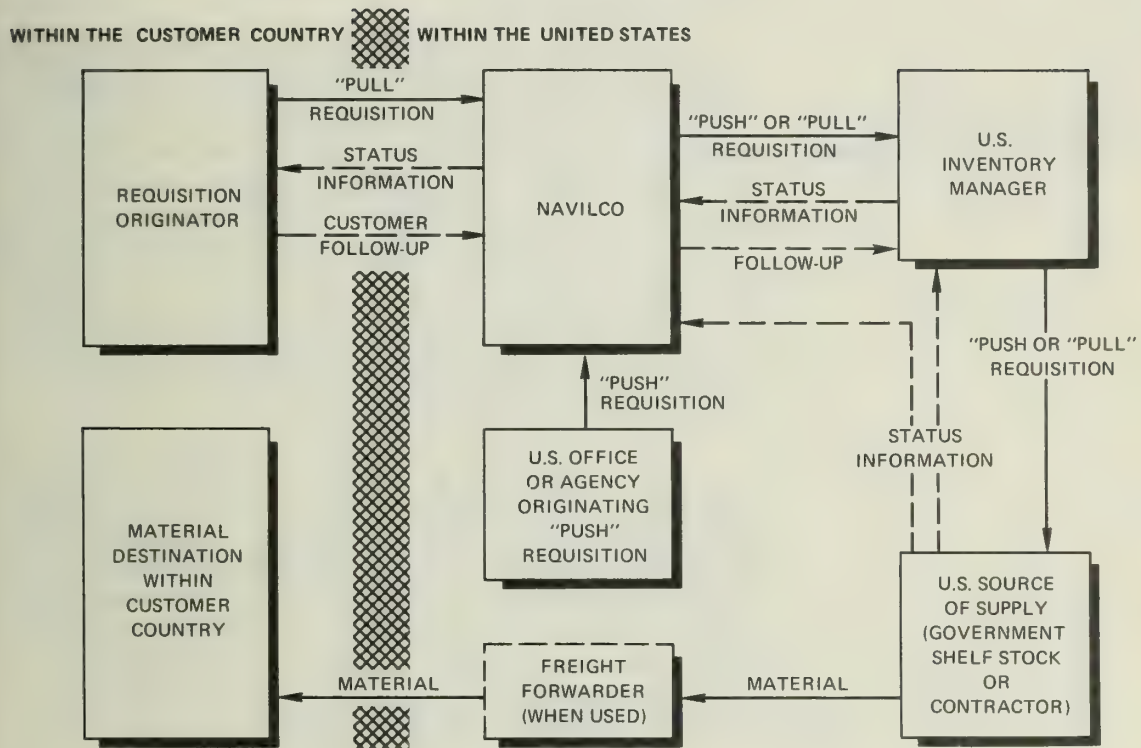 WITHIN THE CUSTOMER COUNTRY
WITHIN THE UNITED STATES
REQUISITION
ORIGINATOR
"PULL"
REQUISITION
STATUS
INFORMATION
CUSTOMER
FOLLOW-UP
NAVILCO
"PUSH" OR "PULL"
REQUISITION
STATUS
INFORMATION
FOLLOW-UP
U.S.
INVENTORY
MANAGER
"PUSH OR "PULL"
REQUISITION
"PUSH"
REQUISITION
STATUS
INFORMATION
MATERIAL
DESTINATION
WITHIN
CUSTOMER
COUNTRY
U.S. OFFICE
OR AGENCY
ORIGINATING
"PUSH"
REQUISITION
U.S. SOURCE
OF SUPPLY
(GOVERNMENT
SHELF STOCK
OR
CONTRACTOR)
MATERIAL
FREIGHT
FORWARDER
(WHEN USED)
MATERIAL